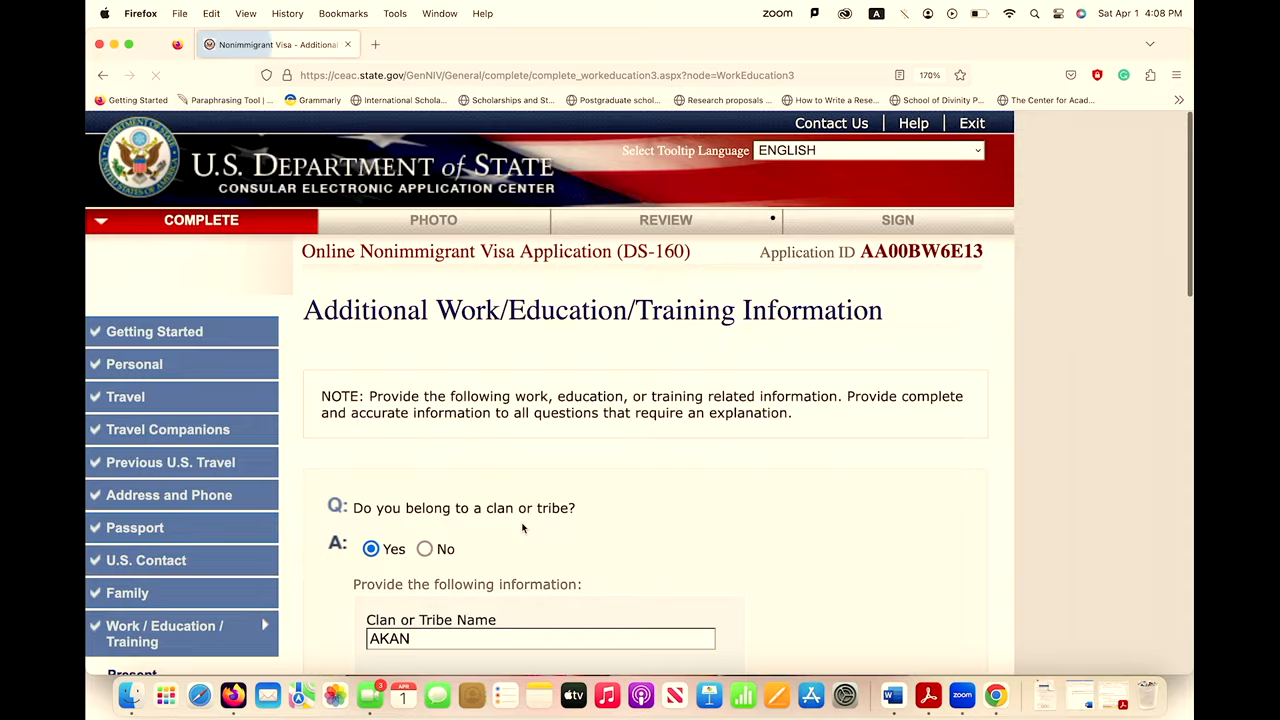 Firefox File Edit View History Bookmarks Tools Window Help zoom A Sat Apr 1 4:08 PM
Nonimmigrant Visa - Additional
https://ceac.state.gov/GenNIV/General/complete/complete_workeducation3.aspx?node=WorkEducation3 170%
Getting Started Paraphrasing Tool |... Grammarly International Schola... Scholarships and St... Postgraduate schol... Research proposals ... How to Write a Rese... School of Divinity P... The Center for Acad...
Contact Us | Help | Exit
Select Tooltip Language ENGLISH
U.S. DEPARTMENT of STATE
CONSULAR ELECTRONIC APPLICATION CENTER
COMPLETE PHOTO REVIEW SIGN
Online Nonimmigrant Visa Application (DS-160) Application ID AA00BW6E13
Additional Work/Education/Training Information
Getting Started
Personal
Travel
Travel Companions
Previous U.S. Travel
Address and Phone
Passport
U.S. Contact
Family
Work / Education /
Training
Present
NOTE: Provide the following work, education, or training related information. Provide complete
and accurate information to all questions that require an explanation.
Q: Do you belong to a clan or tribe?
A: Yes No
Provide the following information:
Clan or Tribe Name
AKAN
3
APR
1
tv
W
zoom